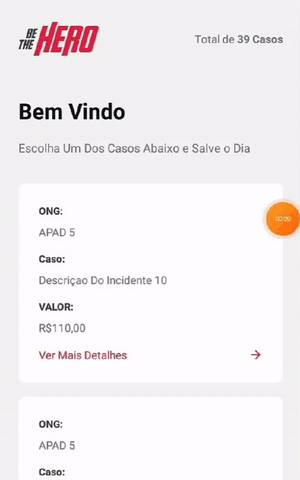 BE THE HERO
Total de 39 Casos
Bem Vindo
Escolha Um Dos Casos Abaixo e Salve o Dia
ONG:
APAD 5
Caso:
Descriçao Do Incidente 10
VALOR:
R$110,00
Ver Mais Detalhes
ONG:
APAD 5
Caso: